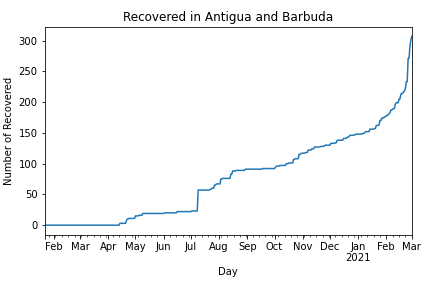 Recovered in Antigua and Barbuda
Number of Recovered
300
250
200
150
100
50
0
Feb Mar Apr May Jun Jul Aug Sep Oct Nov Dec Jan Feb Mar
2021
Day